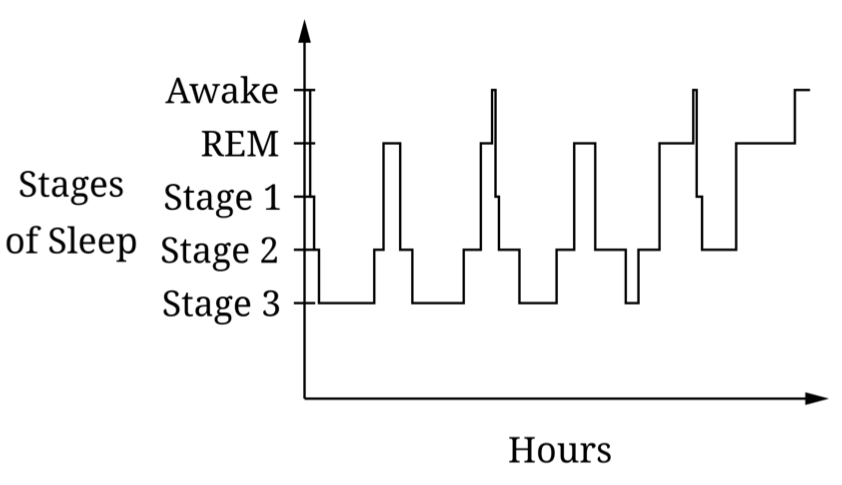 Awake
REM
Stages
Stage 1
of Sleep
Stage 2
Stage 3
Hours